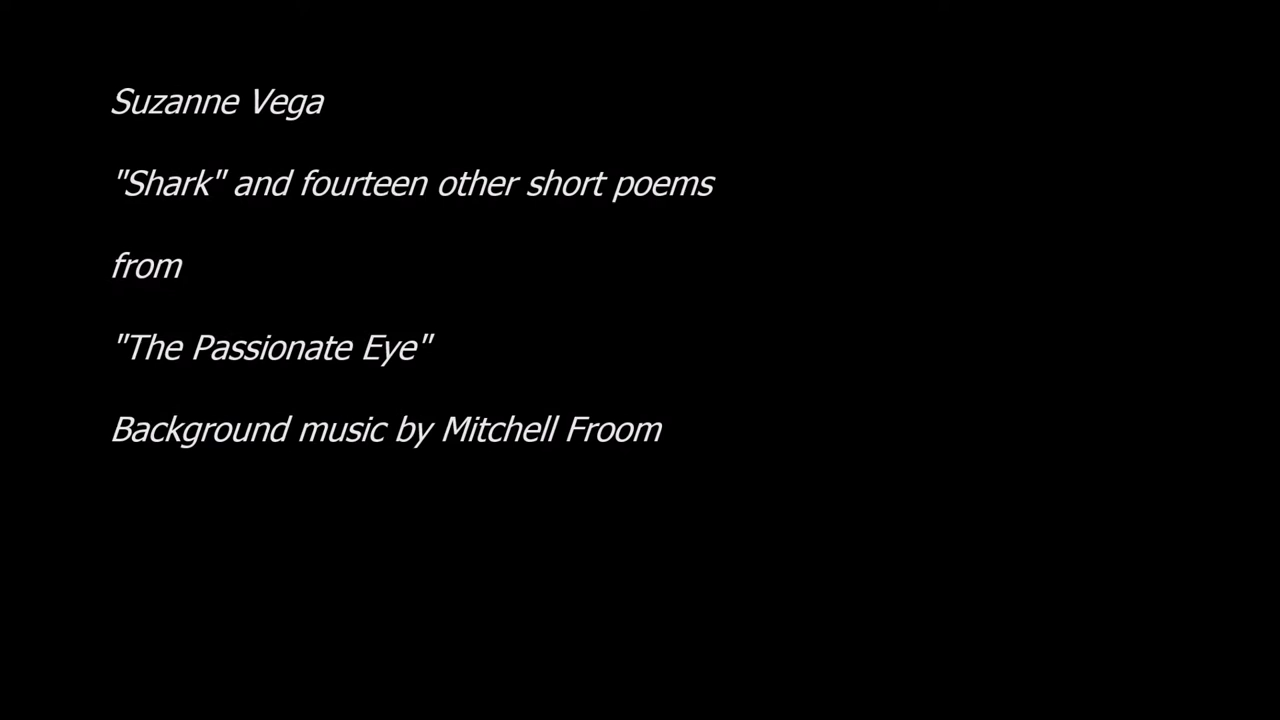 Suzanne Vega
"Shark" and fourteen other short poems
from
"The Passionate Eye"
Background music by Mitchell Froom